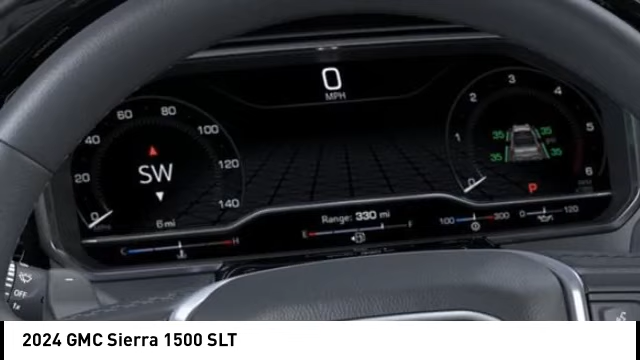 0
MPH
0 20 40 60 80 100 120 140
SW
6 mi
1 2 3 4 5 6
0
35 35
35 35
P
Range: 330 mi
C H
E F
100 300
0 120
OFF
2024 GMC Sierra 1500 SLT